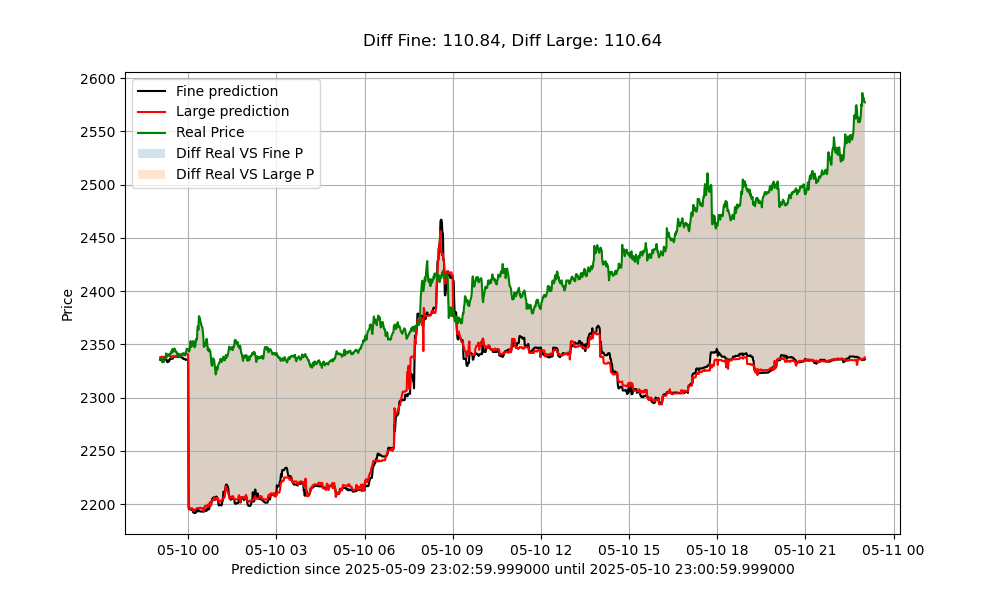 Diff Fine: 110.84, Diff Large: 110.64
2600
2550
2500
2450
2400
2350
2300
2250
2200
Price
Fine prediction
Large prediction
Real Price
Diff Real VS Fine P
Diff Real VS Large P
05-10 00 05-10 03 05-10 06 05-10 09 05-10 12 05-10 15 05-10 18 05-10 21 05-11 00
Prediction since 2025-05-09 23:02:59.999000 until 2025-05-10 23:00:59.999000